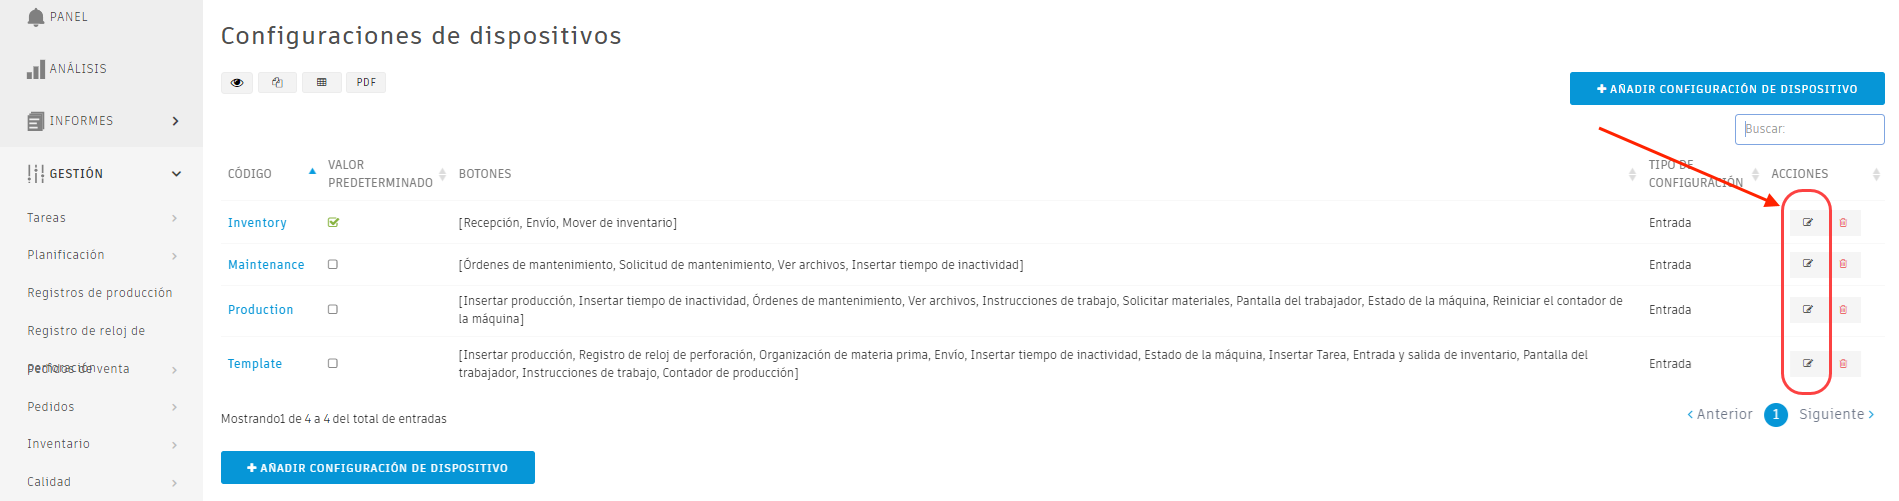 PANEL
ANÁLISIS
INFORMES
GESTIÓN
Tareas
Planificación
Registros de producción
Registro de reloj de
perforación
Pedidos de venta
Pedidos
Inventario
Calidad
Configuraciones de dispositivos
PDF
AÑADIR CONFIGURACIÓN DE DISPOSITIVO
Buscar:
CÓDIGO
VALOR
PREDETERMINADO
BOTONES
TIPO DE
CONFIGURACIÓN
ACCIONES
Inventory
[Recepción, Envío, Mover de inventario]
Entrada
Maintenance
[Órdenes de mantenimiento, Solicitud de mantenimiento, Ver archivos, Insertar tiempo de inactividad]
Entrada
Production
[Insertar producción, Insertar tiempo de inactividad, Órdenes de mantenimiento, Ver archivos, Instrucciones de trabajo, Solicitar materiales, Pantalla del trabajador, Estado de la máquina, Reiniciar el contador de
la máquina]
Entrada
Template
[Insertar producción, Registro de reloj de perforación, Organización de materia prima, Envío, Insertar tiempo de inactividad, Estado de la máquina, Insertar Tarea, Entrada y salida de inventario, Pantalla del
trabajador, Instrucciones de trabajo, Contador de producción]
Entrada
Mostrando1 de 4 a 4 del total de entradas
Anterior 1 Siguiente
AÑADIR CONFIGURACIÓN DE DISPOSITIVO